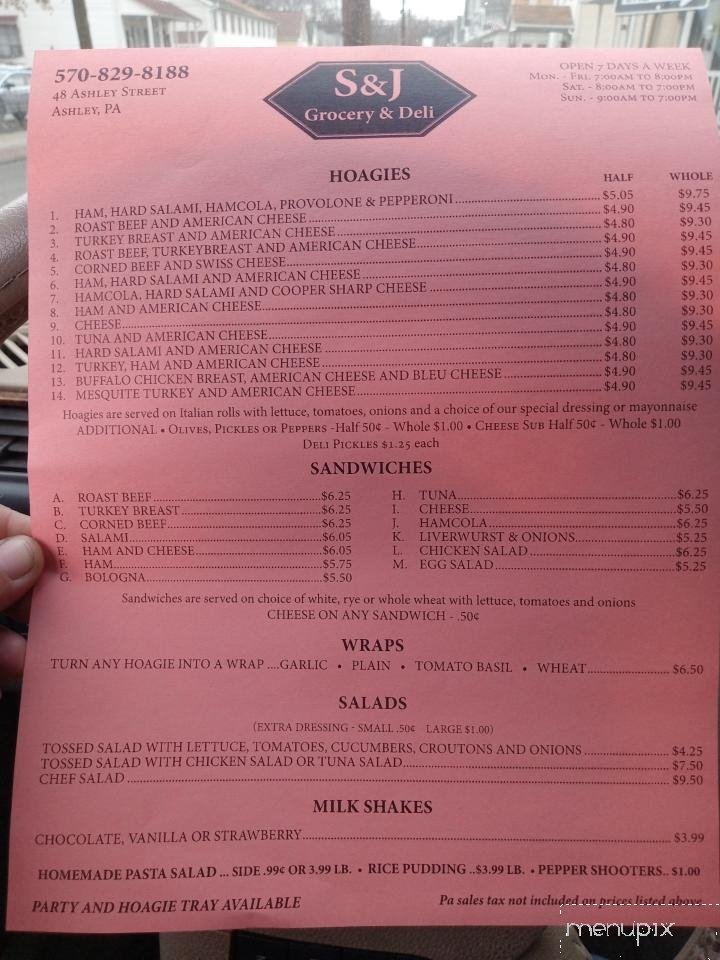 570-829-8188
48 Ashley Street
Ashley, PA
S&J
Grocery & Deli
Open 7 Days A Week
Mon. - Fri. 7:00am to 8:00pm
Sat. - 8:00am to 7:00pm
Sun. - 9:00am to 7:00pm
HOAGIES HALF WHOLE
1. HAM, HARD SALAMI, HAMCOLA, PROVOLONE & PEPPERONI $5.05 $9.75
2. ROAST BEEF AND AMERICAN CHEESE $4.90 $9.45
3. TURKEY BREAST AND AMERICAN CHEESE $4.80 $9.30
4. ROAST BEEF, TURKEYBREAST AND AMERICAN CHEESE $4.90 $9.45
5. CORNED BEEF AND SWISS CHEESE $4.90 $9.45
6. HAM, HARD SALAMI AND AMERICAN CHEESE $4.80 $9.30
7. HAMCOLA, HARD SALAMI AND COOPER SHARP CHEESE $4.90 $9.45
8. HAM AND AMERICAN CHEESE $4.80 $9.30
9. CHEESE $4.80 $9.30
10. TUNA AND AMERICAN CHEESE $4.90 $9.45
11. HARD SALAMI AND AMERICAN CHEESE $4.80 $9.30
12. TURKEY, HAM AND AMERICAN CHEESE $4.80 $9.30
13. BUFFALO CHICKEN BREAST, AMERICAN CHEESE AND BLEU CHEESE $4.90 $9.45
14. MESQUITE TURKEY AND AMERICAN CHEESE $4.90 $9.45
Hoagies are served on Italian rolls with lettuce, tomatoes, onions and a choice of our special dressing or mayonnaise
ADDITIONAL • Olives, Pickles or Peppers -Half 50¢ - Whole $1.00 • Cheese Sub Half 50¢ - Whole $1.00
Deli Pickles $1.25 each
SANDWICHES
A. ROAST BEEF $6.25
B. TURKEY BREAST $6.25
C. CORNED BEEF $6.25
D. SALAMI $6.05
E. HAM AND CHEESE $6.05
F. HAM $5.75
G. BOLOGNA $5.50
H. TUNA $6.25
I. CHEESE $5.50
J. HAMCOLA $6.25
K. LIVERWURST & ONIONS $5.25
L. CHICKEN SALAD $6.25
M. EGG SALAD $5.25
Sandwiches are served on choice of white, rye or whole wheat with lettuce, tomatoes and onions
CHEESE ON ANY SANDWICH - .50¢
WRAPS
TURN ANY HOAGIE INTO A WRAP ....GARLIC • PLAIN • TOMATO BASIL • WHEAT $6.50
SALADS
(EXTRA DRESSING - SMALL .50¢ LARGE $1.00)
TOSSED SALAD WITH LETTUCE, TOMATOES, CUCUMBERS, CROUTONS AND ONIONS $4.25
TOSSED SALAD WITH CHICKEN SALAD OR TUNA SALAD $7.50
CHEF SALAD $9.50
MILK SHAKES
CHOCOLATE, VANILLA OR STRAWBERRY $3.99
HOMEMADE PASTA SALAD ... SIDE .99¢ OR 3.99 LB. • RICE PUDDING ..$3.99 LB. • PEPPER SHOOTERS.. $1.00
PARTY AND HOAGIE TRAY AVAILABLE
Pa sales tax not included on prices listed above
menupix